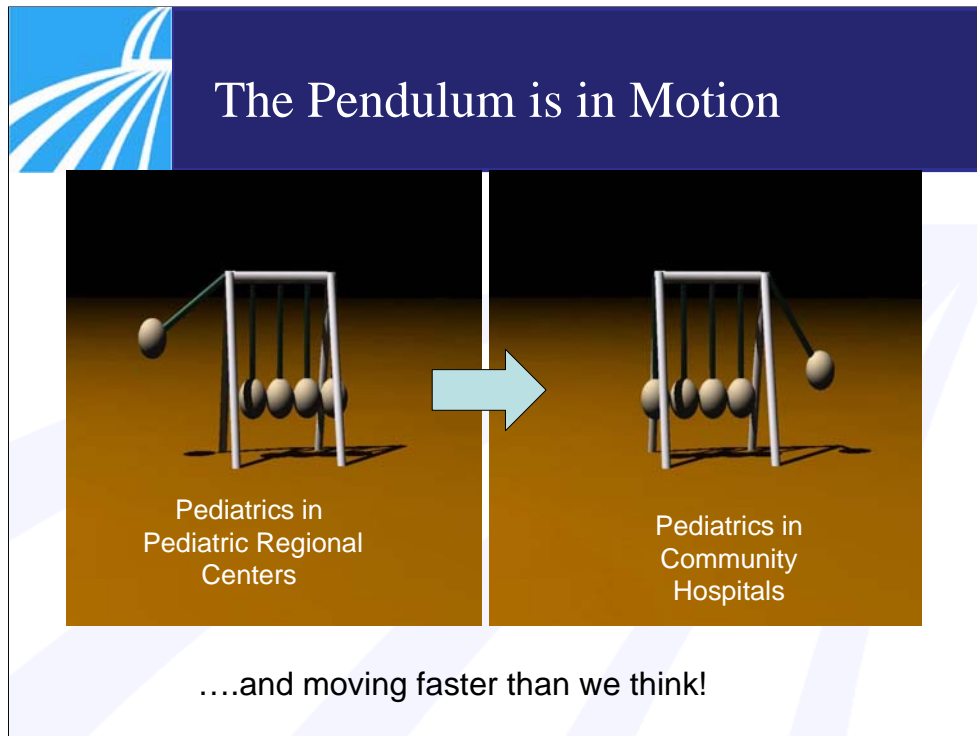 The Pendulum is in Motion
Pediatrics in
Pediatric Regional
Centers
Pediatrics in
Community
Hospitals
….and moving faster than we think!